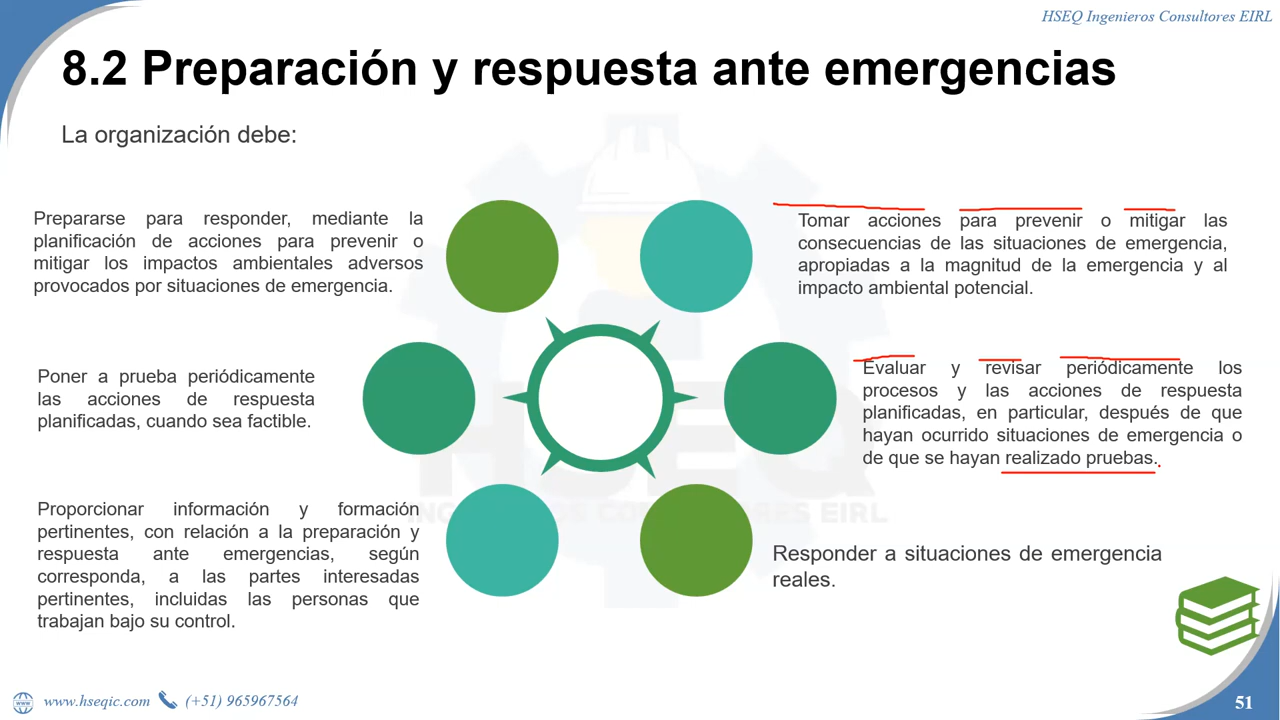 HSEQ Ingenieros Consultores EIRL
8.2 Preparación y respuesta ante emergencias
La organización debe:
Prepararse para responder, mediante la
planificación de acciones para prevenir o
mitigar los impactos ambientales adversos
provocados por situaciones de emergencia.
Tomar acciones para prevenir o mitigar las
consecuencias de las situaciones de emergencia,
apropiadas a la magnitud de la emergencia y al
impacto ambiental potencial.
Poner a prueba periódicamente
las acciones de respuesta
planificadas, cuando sea factible.
Evaluar y revisar periódicamente los
procesos y las acciones de respuesta
planificadas, en particular, después de que
hayan ocurrido situaciones de emergencia o
de que se hayan realizado pruebas.
Proporcionar información y formación
pertinentes, con relación a la preparación y
respuesta ante emergencias, según
corresponda, a las partes interesadas
pertinentes, incluidas las personas que
trabajan bajo su control.
Responder a situaciones de emergencia
reales.
HSEQ
INGENIEROS CONSULTORES EIRL
www.hseqic.com (+51) 965967564
51